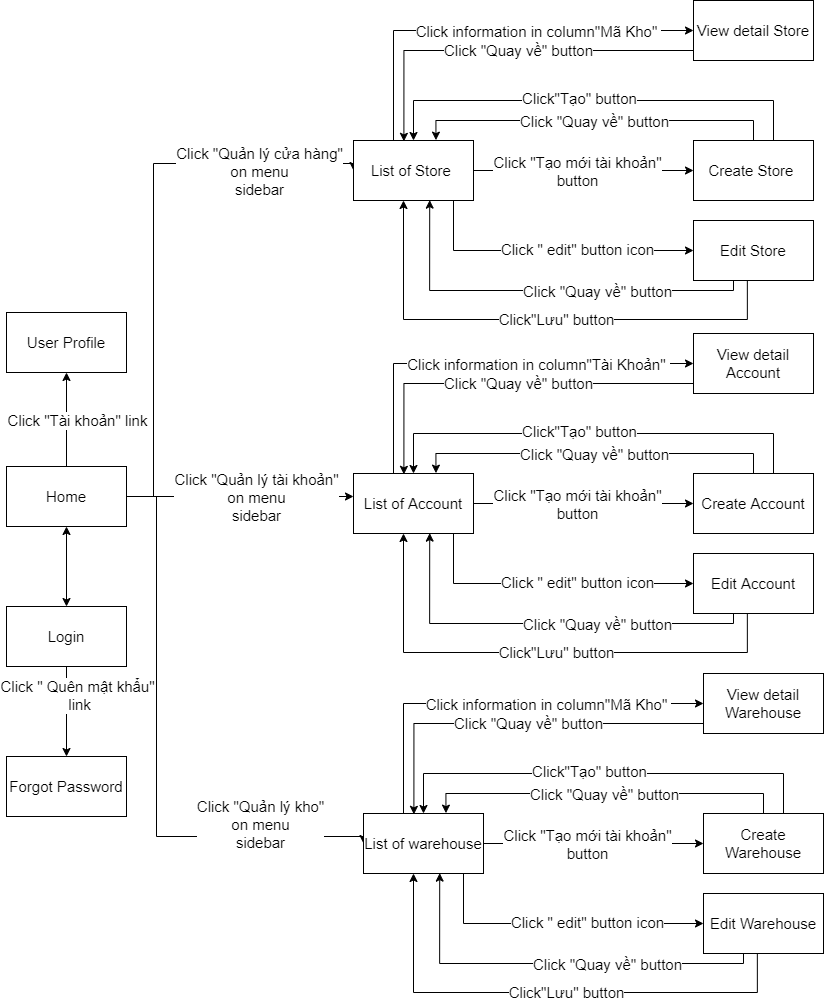 Click information in column"Mã Kho"
View detail Store
Click "Quay về" button
Click"Tạo" button
Click "Quay về" button
Click "Quản lý cửa hàng"
on menu
sidebar
List of Store
Click "Tạo mới tài khoản"
button
Create Store
Click " edit" button icon
Edit Store
Click "Quay về" button
Click"Lưu" button
User Profile
Click "Tài khoản" link
Home
Click information in column"Tài Khoản"
View detail
Account
Click "Quay về" button
Click"Tạo" button
Click "Quay về" button
Click "Quản lý tài khoản"
on menu
sidebar
List of Account
Click "Tạo mới tài khoản"
button
Create Account
Click " edit" button icon
Edit Account
Click "Quay về" button
Click"Lưu" button
Login
Click " Quên mật khẩu"
link
Forgot Password
Click information in column"Mã Kho"
View detail
Warehouse
Click "Quay về" button
Click"Tạo" button
Click "Quay về" button
Click "Quản lý kho"
on menu
sidebar
List of warehouse
Click "Tạo mới tài khoản"
button
Create
Warehouse
Click " edit" button icon
Edit Warehouse
Click "Quay về" button
Click"Lưu" button